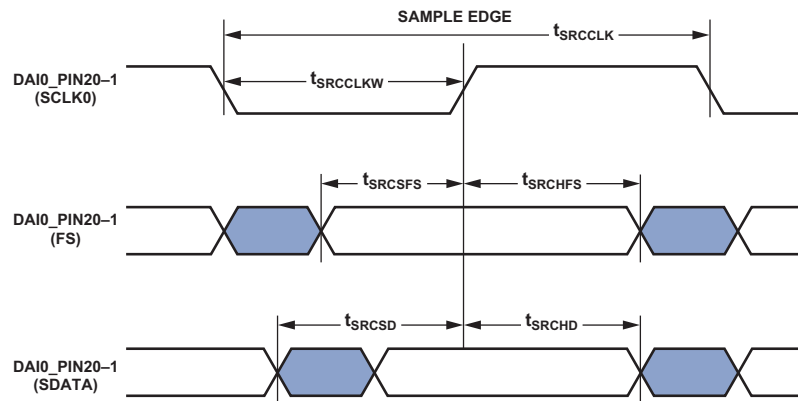 SAMPLE EDGE
tSRCCLK
DAI0_PIN20–1
(SCLK0)
tSRCCLKW
DAI0_PIN20–1
(FS)
tSRCSFS
tSRCHFS
DAI0_PIN20–1
(SDATA)
tSRCSD
tSRCHD